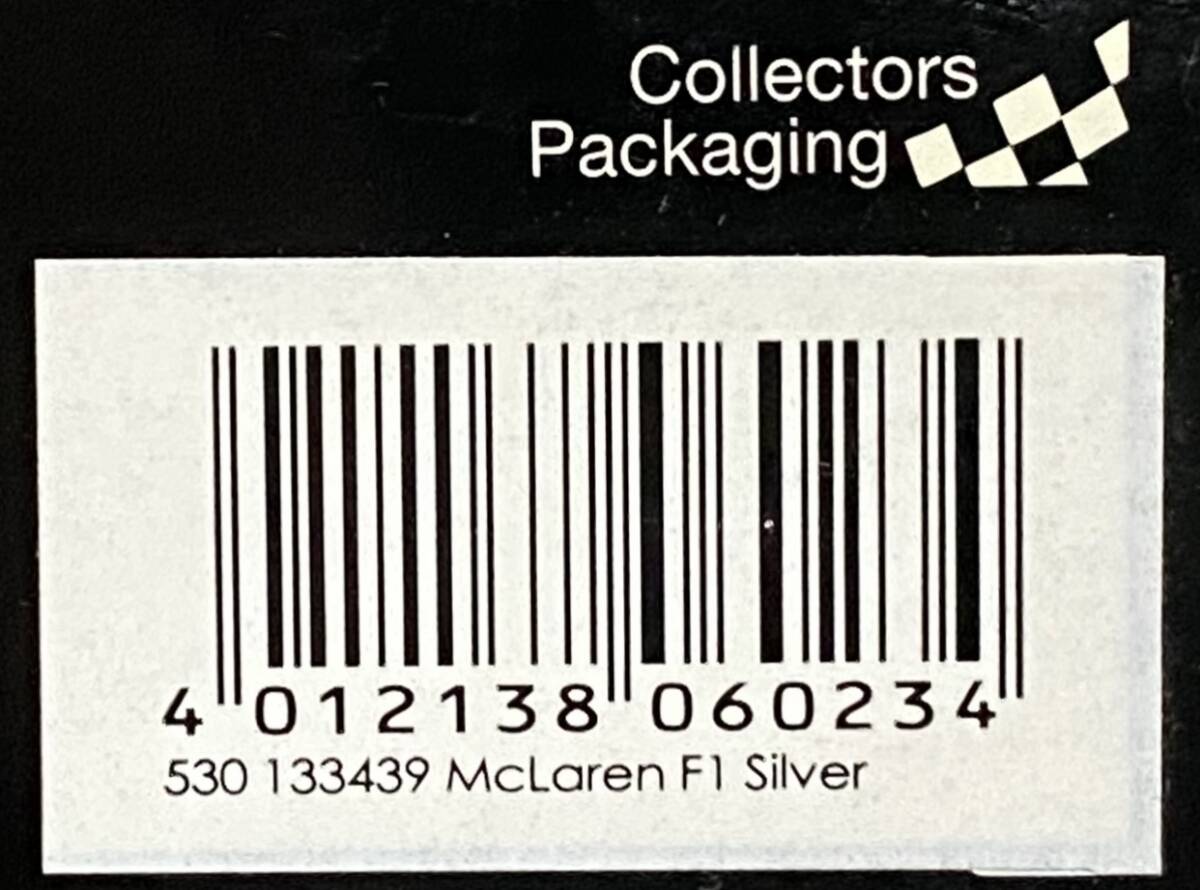 Collectors
Packaging
4 012138 060234
530 133439 McLaren F1 Silver